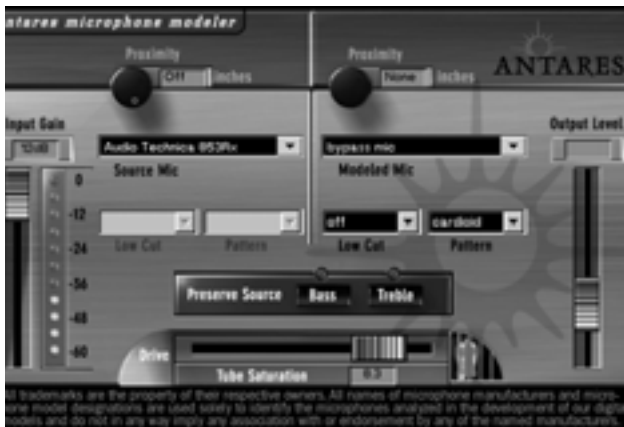 antares microphone modeler
Proximity
Off inches
Proximity
None inches
ANTARES
Input Gain
12dB
Output Level
Audio Technica 853Rx
bypass mic
Source Mic
Modeled Mic
0
-12
-24
-36
-48
-60
off
cardioid
Low Cut
Pattern
Low Cut
Pattern
Preserve Source Bass Treble
Drive
Tube Saturation
All trademarks are the property of their respective owners. All names of microphone manufacturers and micro-
phone model designations are used solely to identify the microphones analyzed in the development of our digital
models and do not in any way imply any association with or endorsement by any of the named manufacturers.